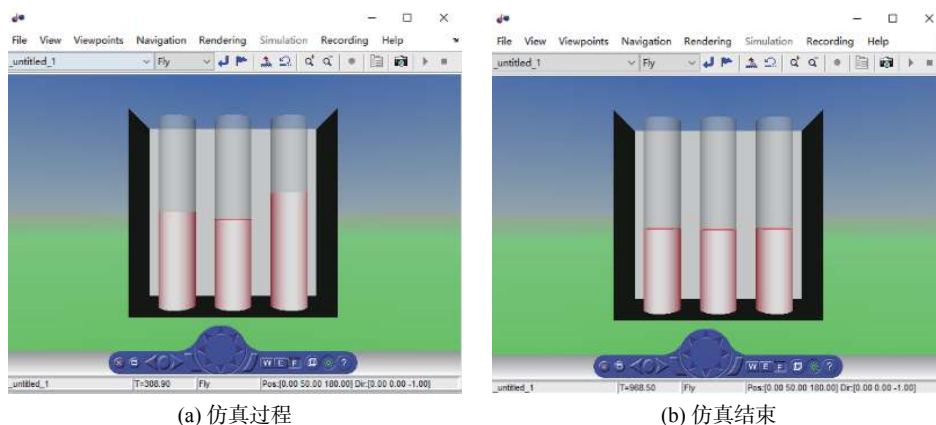 File View Viewpoints Navigation Rendering Simulation Recording Help
_untitled_1 Fly
W E F ?
_untitled_1 T=308.90 Fly Pos:[0.00 50.00 180.00] Dir:[0.00 0.00 -1.00]
(a) 仿真过程
File View Viewpoints Navigation Rendering Simulation Recording Help
_untitled_1 Fly
W E F ?
_untitled_1 T=968.50 Fly Pos:[0.00 50.00 180.00] Dir:[0.00 0.00 -1.00]
(b) 仿真结束